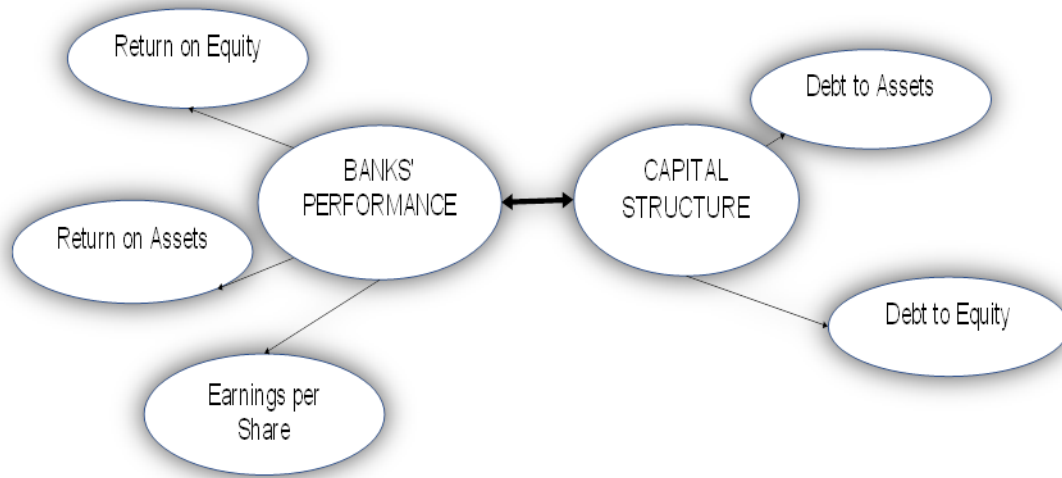 Return on Equity
Debt to Assets
BANKS'
PERFORMANCE
CAPITAL
STRUCTURE
Return on Assets
Debt to Equity
Earnings per
Share